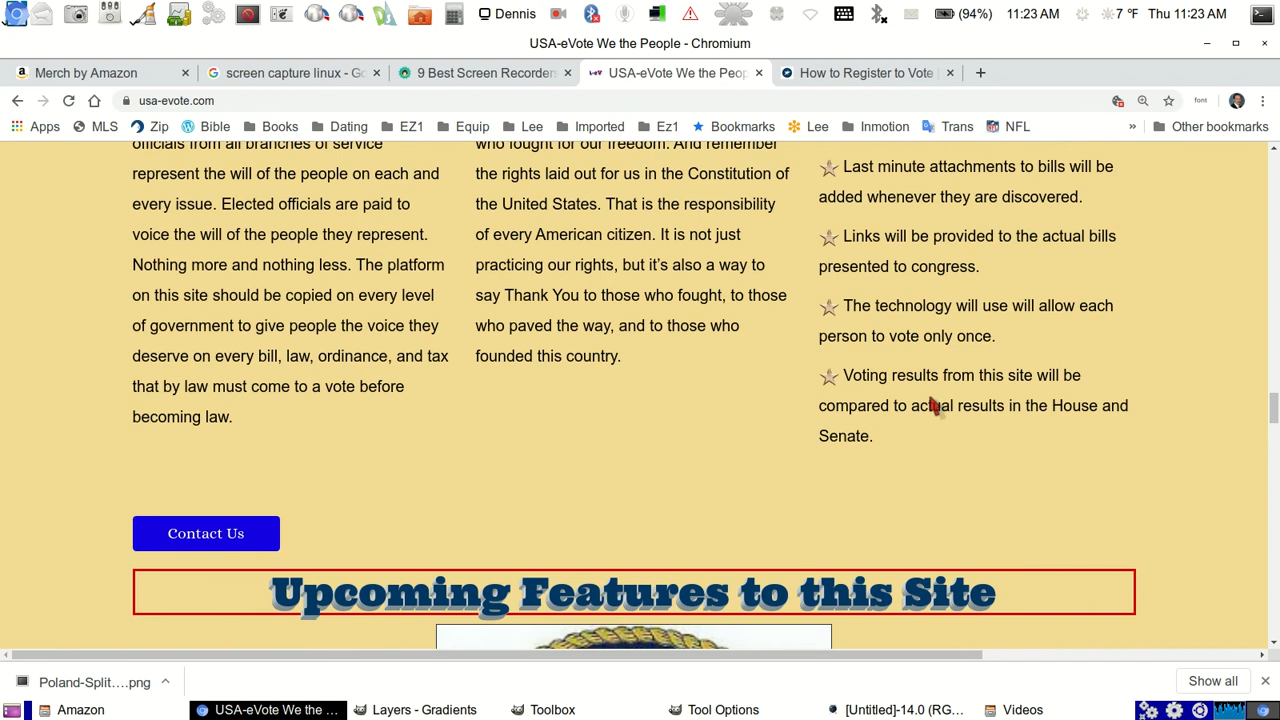 Dennis
(94%)
11:23 AM
7 °F
Thu 11:23 AM
USA-eVote We the People - Chromium
Merch by Amazon
screen capture linux - Go
9 Best Screen Recorders
USA-eVote We the Peop
How to Register to Vote
usa-evote.com
font
Apps
MLS
Zip
Bible
Books
Dating
EZ1
Equip
Lee
Imported
Ez1
Bookmarks
Lee
Inmotion
Trans
NFL
»
Other bookmarks
officials from all branches of service
represent the will of the people on each and
every issue. Elected officials are paid to
voice the will of the people they represent.
Nothing more and nothing less. The platform
on this site should be copied on every level
of government to give people the voice they
deserve on every bill, law, ordinance, and tax
that by law must come to a vote before
becoming law.
who fought for our freedom. And remember
the rights laid out for us in the Constitution of
the United States. That is the responsibility
of every American citizen. It is not just
practicing our rights, but it's also a way to
say Thank You to those who fought, to those
who paved the way, and to those who
founded this country.
Last minute attachments to bills will be
added whenever they are discovered.
Links will be provided to the actual bills
presented to congress.
The technology will use will allow each
person to vote only once.
Voting results from this site will be
compared to actual results in the House and
Senate.
Contact Us
Upcoming Features to this Site
Poland-Split....png
Show all
Amazon
USA-eVote We the ...
Layers - Gradients
Toolbox
Tool Options
[Untitled]-14.0 (RG...
Videos